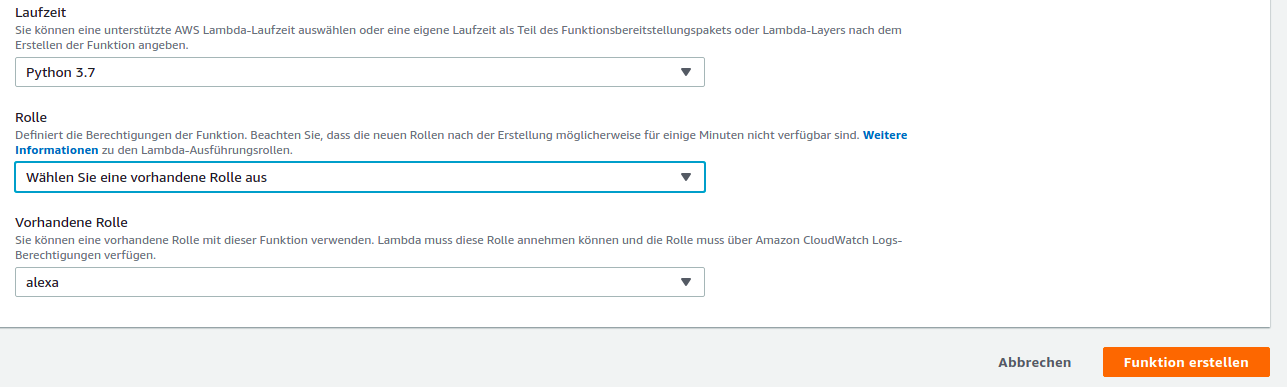 Laufzeit
Sie können eine unterstützte AWS Lambda-Laufzeit auswählen oder eine eigene Laufzeit als Teil des Funktionsbereitstellungspakets oder Lambda-Layers nach dem
Erstellen der Funktion angeben.
Python 3.7
Rolle
Definiert die Berechtigungen der Funktion. Beachten Sie, dass die neuen Rollen nach der Erstellung möglicherweise für einige Minuten nicht verfügbar sind. Weitere
Informationen zu den Lambda-Ausführungsrollen.
Wählen Sie eine vorhandene Rolle aus
Vorhandene Rolle
Sie können eine vorhandene Rolle mit dieser Funktion verwenden. Lambda muss diese Rolle annehmen können und die Rolle muss über Amazon CloudWatch Logs-
Berechtigungen verfügen.
alexa
Abbrechen
Funktion erstellen